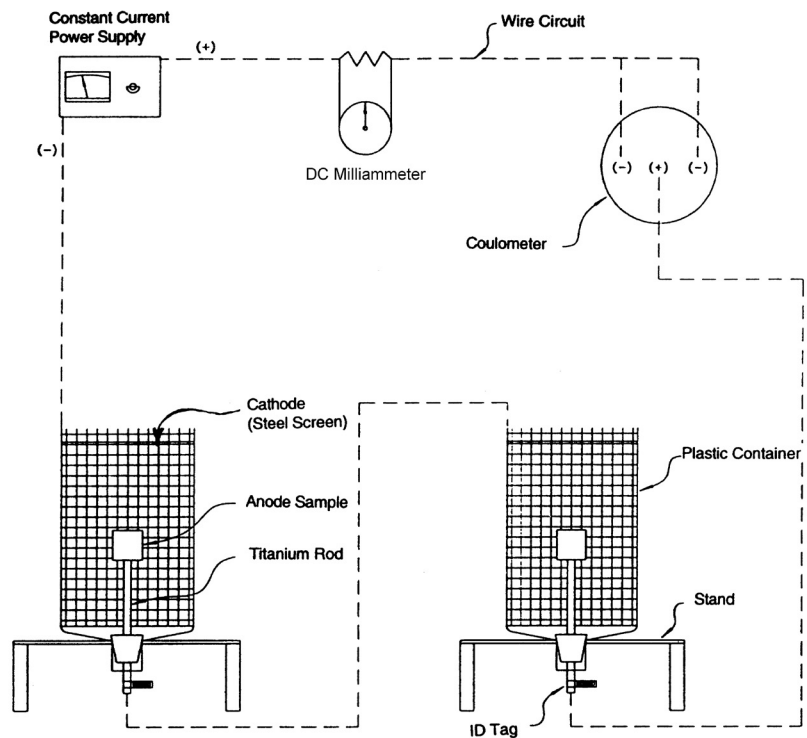 Constant Current
Power Supply
(+)
Wire Circuit
(-)
DC Milliammeter
(-) (+) (-)
Coulometer
Cathode
(Steel Screen)
Plastic Container
Anode Sample
Titanium Rod
Stand
ID Tag